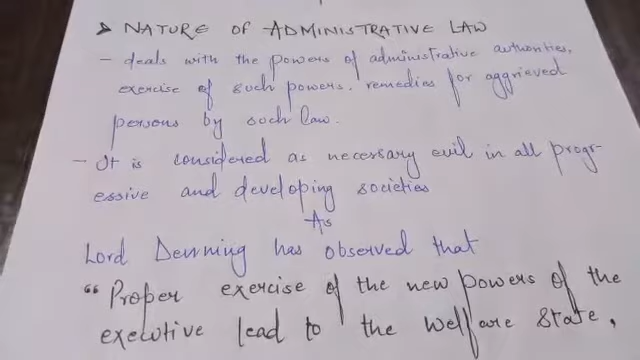 ➤ NATURE OF ADMINISTRATIVE LAW
- deals with the powers of administrative authorities,
exercise of such powers, remedies for aggrieved
persons by such law.
- It is considered as necessary evil in all progr-
essive and developing societies
As
Lord Denning has observed that
“Proper exercise of the new powers of the
executive lead to the Welfare State,